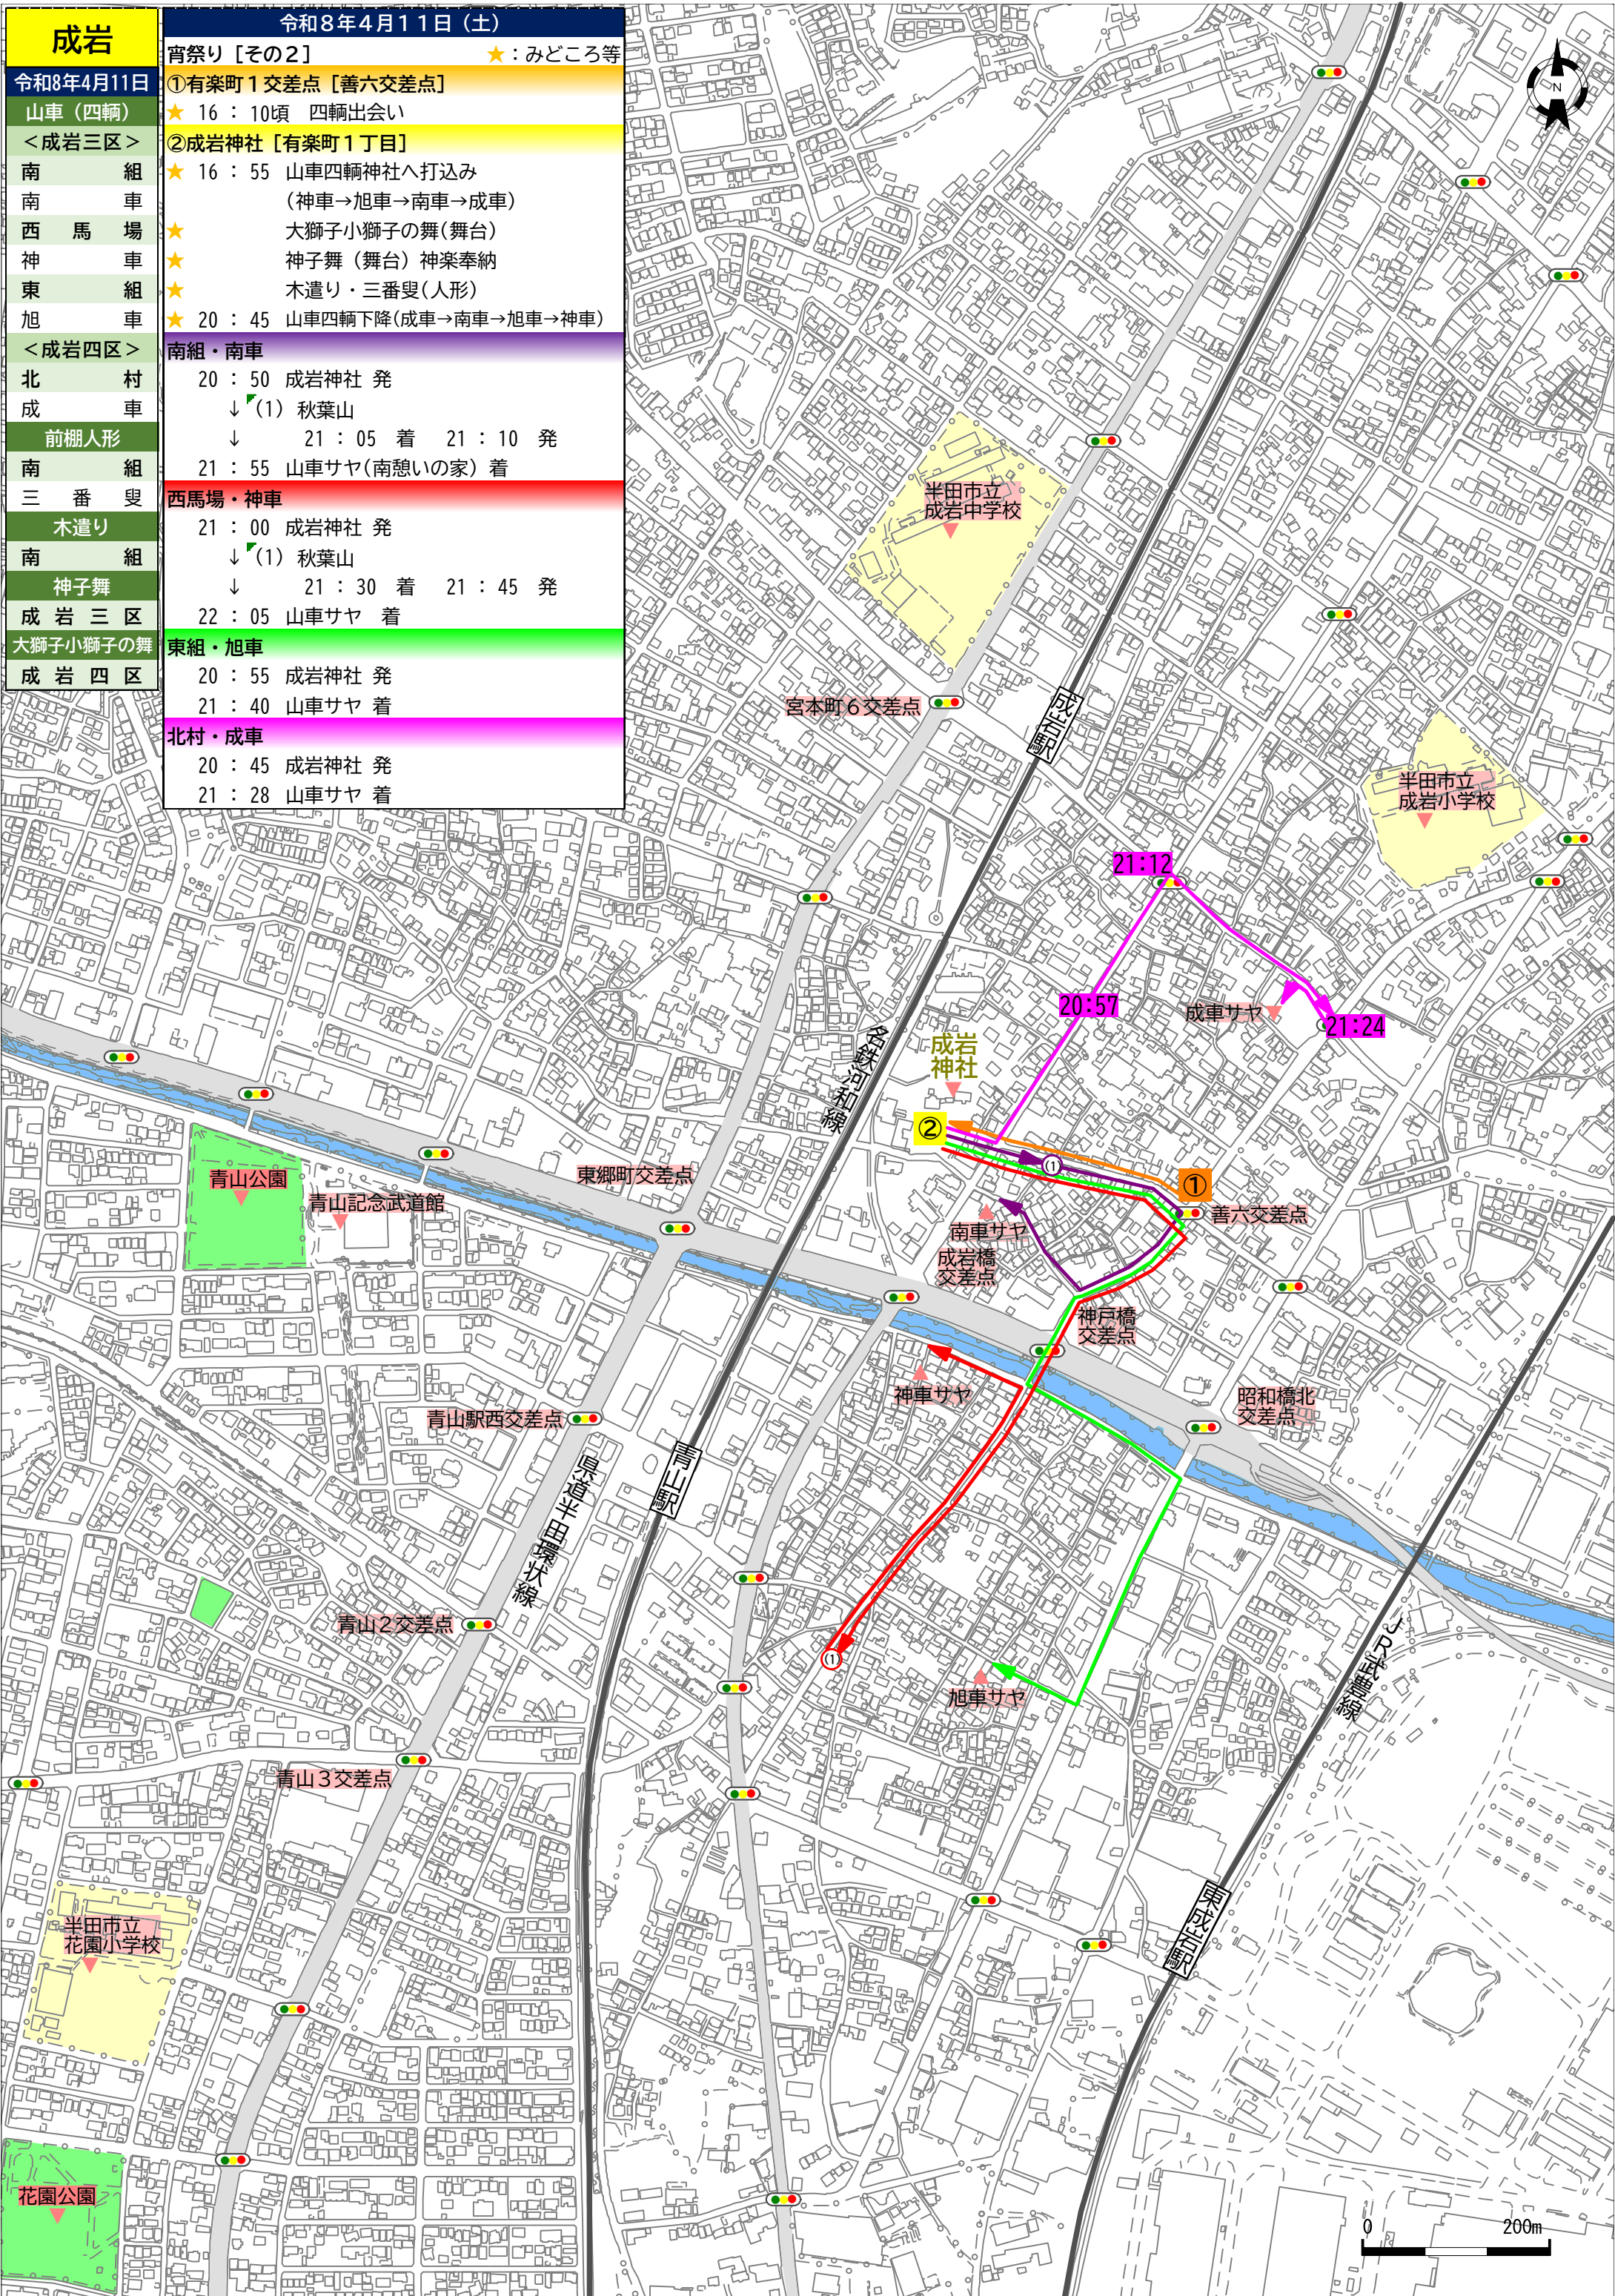 成岩
令和8年4月11日
山車（四輌）
＜成岩三区＞
南組
南車
西馬場
神車
東組
旭車
＜成岩四区＞
北村
成車
前棚人形
南組
三番叟
木遣り
南組
神子舞
成岩三区
大獅子小獅子の舞
成岩四区
令和８年４月１１日（土）
宵祭り［その２］ ★：みどころ等
①有楽町１交差点［善六交差点］
★ 16：10頃 四輌出会い
②成岩神社［有楽町１丁目］
★ 16：55 山車四輌神社へ打込み
（神車→旭車→南車→成車）
★ 大獅子小獅子の舞(舞台)
★ 神子舞（舞台）神楽奉納
★ 木遣り・三番叟(人形)
★ 20：45 山車四輌下降(成車→南車→旭車→神車)
南組・南車
20：50 成岩神社 発
↓ (1) 秋葉山
↓ 21：05 着 21：10 発
21：55 山車サヤ(南憩いの家) 着
西馬場・神車
21：00 成岩神社 発
↓ (1) 秋葉山
↓ 21：30 着 21：45 発
22：05 山車サヤ 着
東組・旭車
20：55 成岩神社 発
21：40 山車サヤ 着
北村・成車
20：45 成岩神社 発
21：28 山車サヤ 着
N
半田市立
成岩中学校
宮本町６交差点
成岩駅
半田市立
成岩小学校
21:12
20:57
成車サヤ
21:24
名鉄河和線
成岩
神社
②
(1)
①
善六交差点
東郷町交差点
青山公園
青山記念武道館
南車サヤ
成岩橋
交差点
神戸橋
交差点
神車サヤ
昭和橋北
交差点
青山駅西交差点
青山駅
県道半田環状線
青山２交差点
(1)
旭車サヤ
ＪＲ武豊線
青山３交差点
東成岩駅
半田市立
花園小学校
花園公園
0 200m